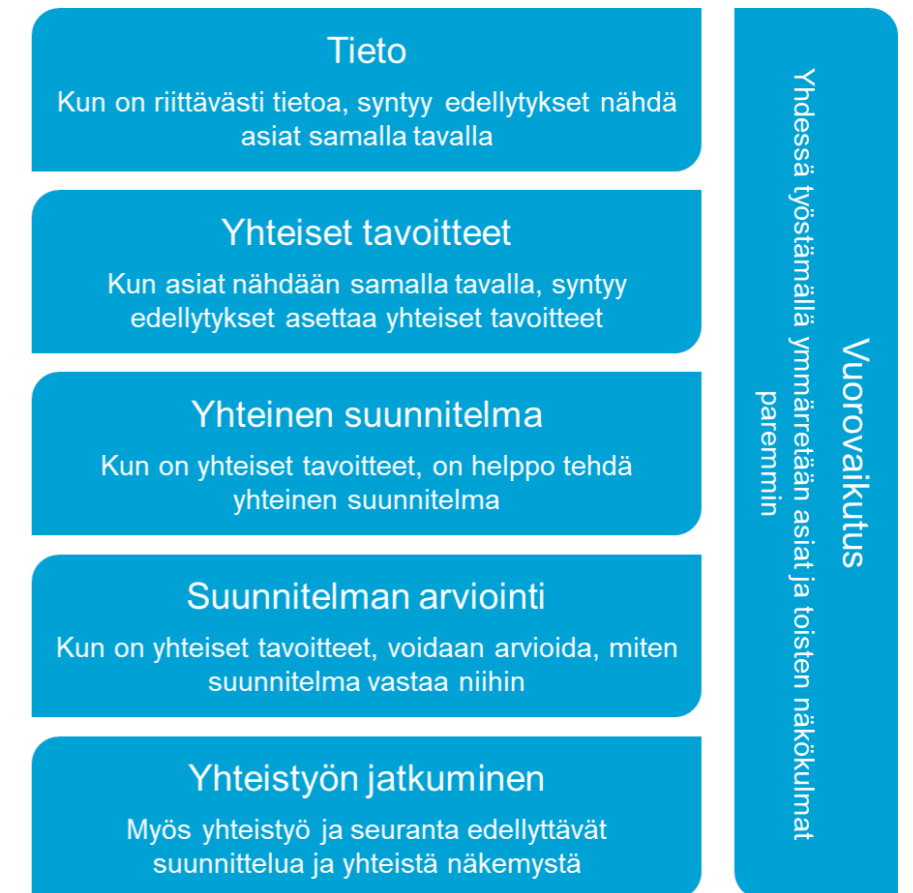 Tieto
Kun on riittävästi tietoa, syntyy edellytykset nähdä
asiat samalla tavalla
Yhteiset tavoitteet
Kun asiat nähdään samalla tavalla, syntyy
edellytykset asettaa yhteiset tavoitteet
Yhteinen suunnitelma
Kun on yhteiset tavoitteet, on helppo tehdä
yhteinen suunnitelma
Suunnitelman arviointi
Kun on yhteiset tavoitteet, voidaan arvioida, miten
suunnitelma vastaa niihin
Yhteistyön jatkuminen
Myös yhteistyö ja seuranta edellyttävät
suunnittelua ja yhteistä näkemystä
Vuorovaikutus
Yhdessä työstämällä ymmärretään asiat ja toisten näkökulmat
paremmin